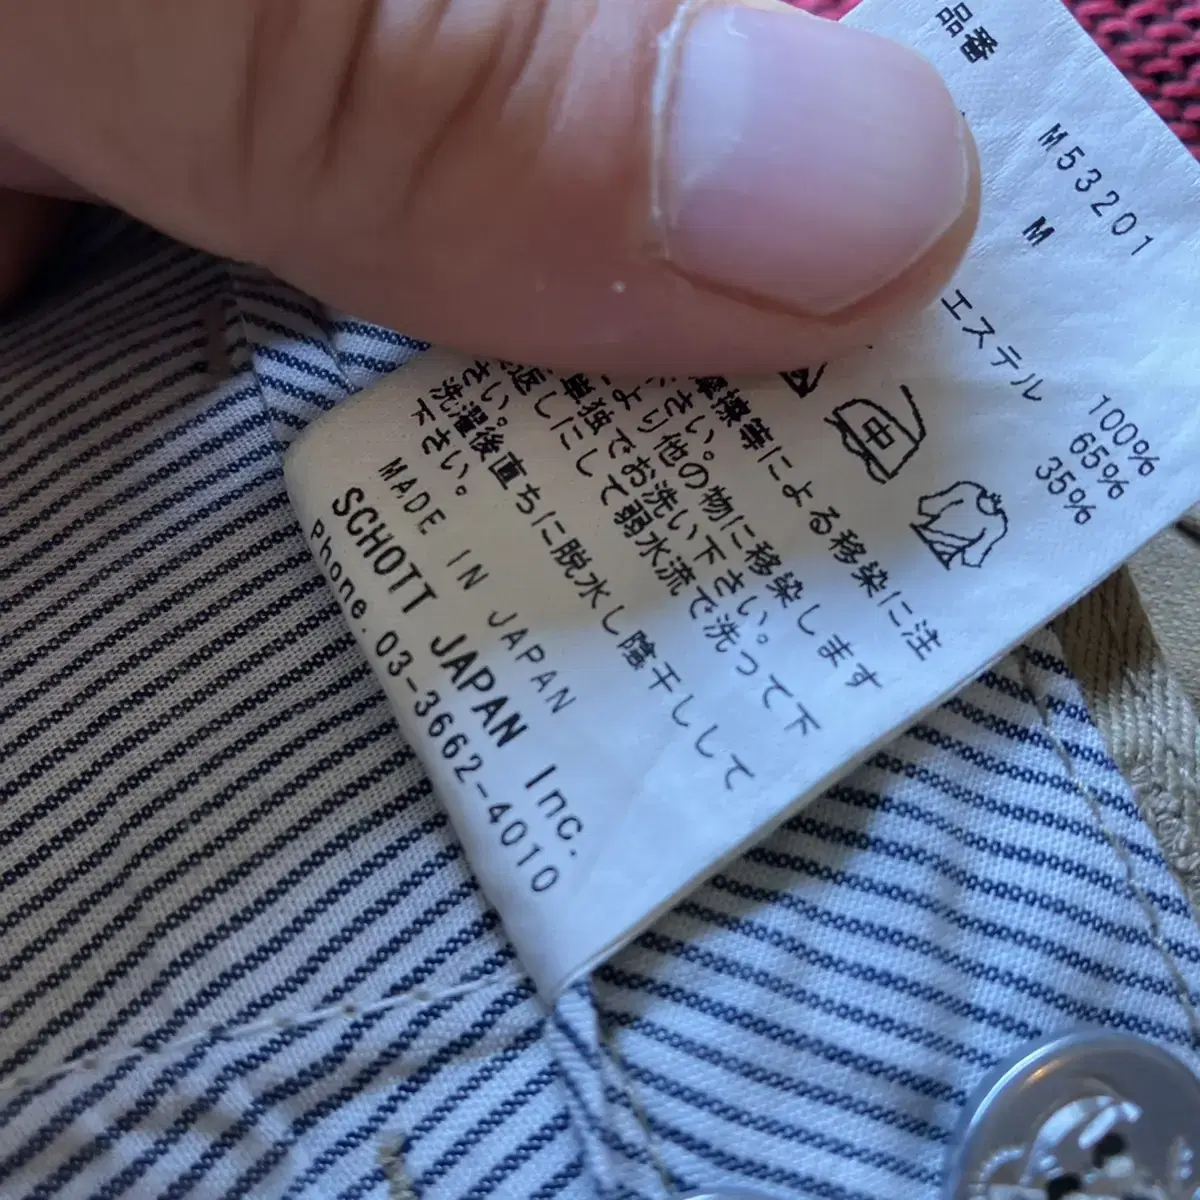 品番
M53201
M
100%
エステル 65%
35%
中
摩擦等による移染に注
さい。
より他の物に移染します
単独でお洗い下さい。
返しにして弱水流で洗って下
さい。
洗濯後直ちに脱水し陰干しして
下さい。
MADE IN JAPAN
SCHOTT JAPAN Inc.
Phone.03-3662-4010